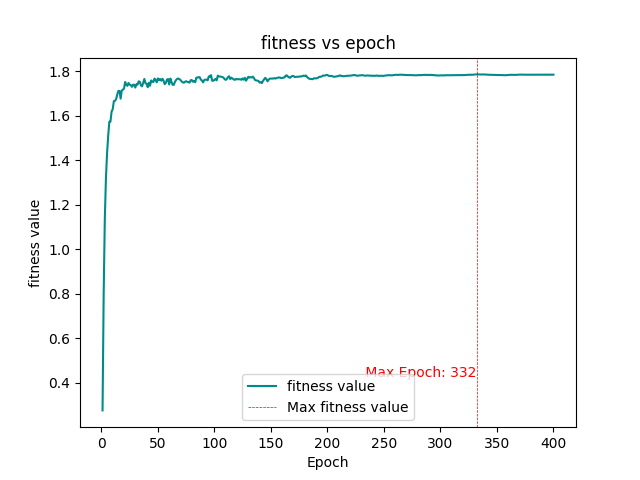 fitness vs epoch
1.8
1.6
1.4
1.2
1.0
0.8
0.6
0.4
fitness value
Max Epoch: 332
fitness value
Max fitness value
0 50 100 150 200 250 300 350 400
Epoch